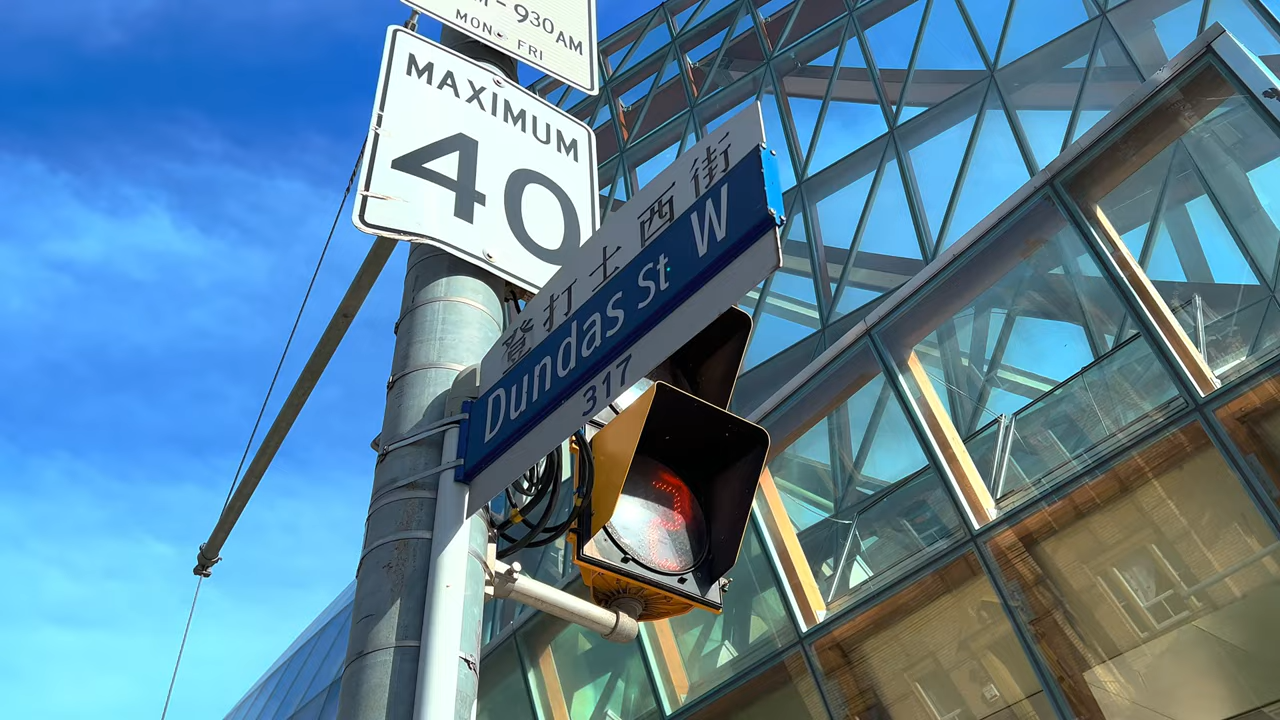 - 930 AM
MON - FRI
MAXIMUM
40
登打士西街
Dundas St W
317